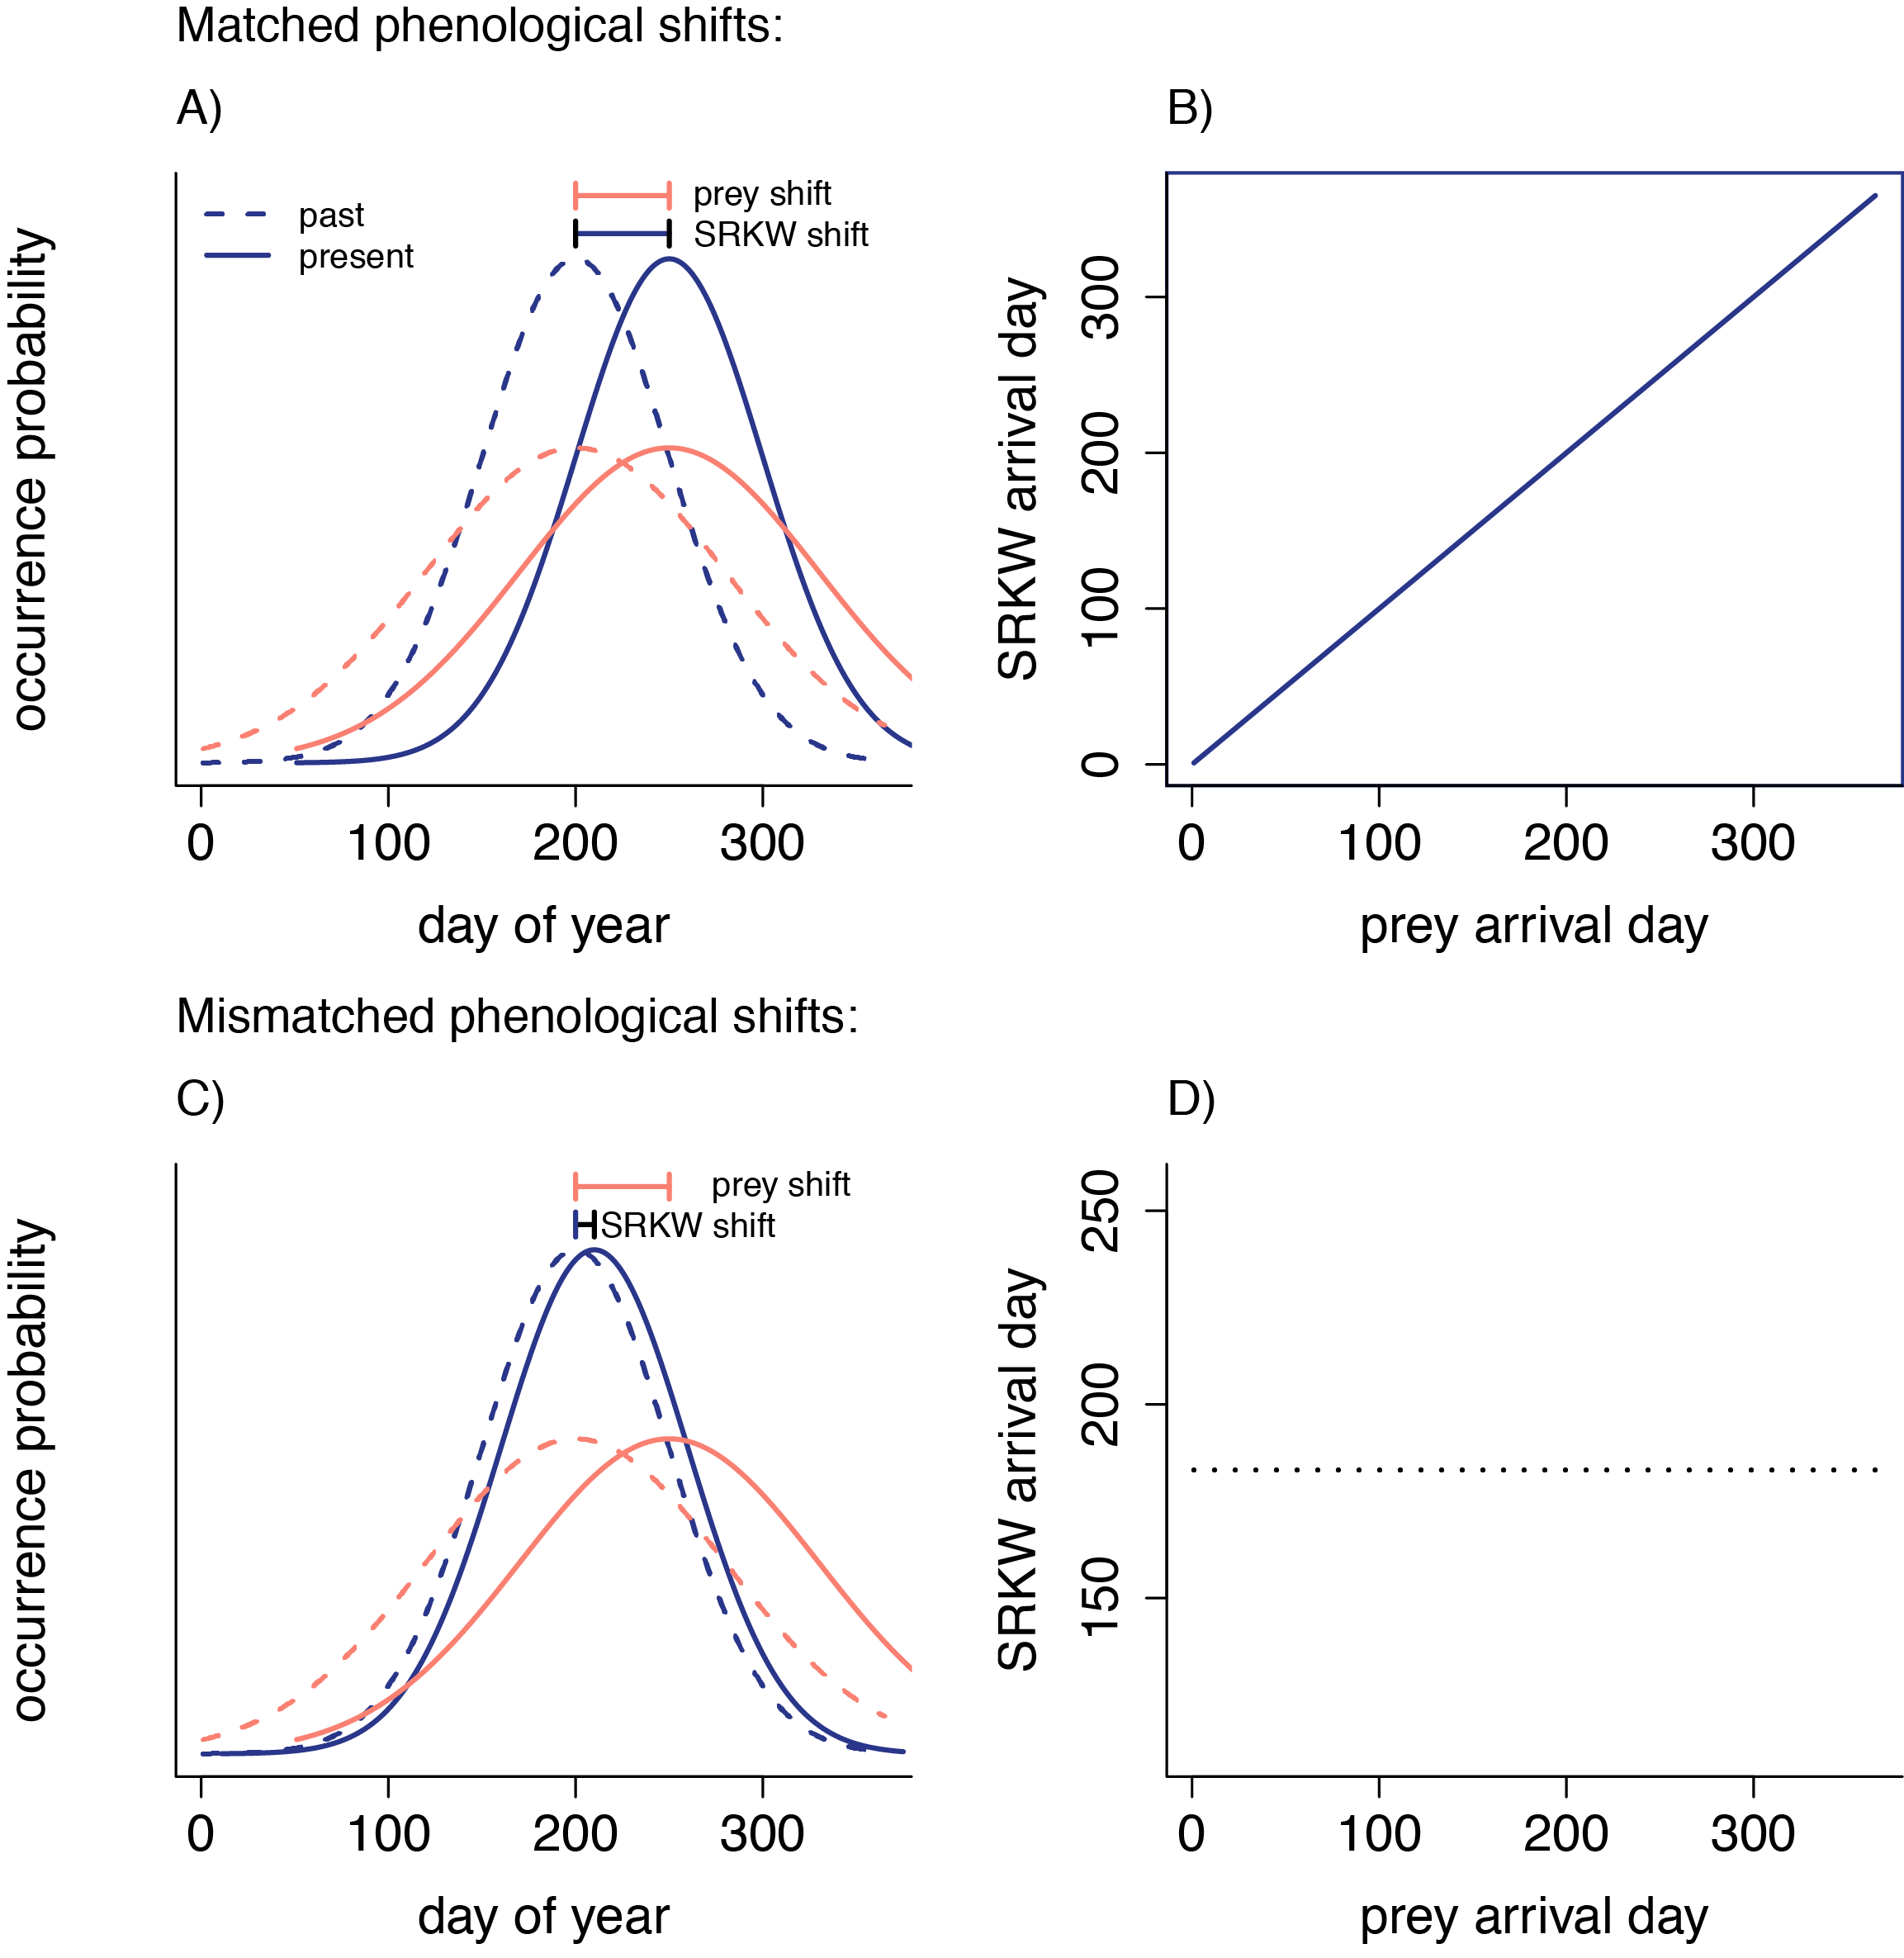 Matched phenological shifts:
A)
occurrence probability
past
present
prey shift
SRKW shift
0 100 200 300
day of year
B)
SRKW arrival day
0 100 200 300
0 100 200 300
prey arrival day
Mismatched phenological shifts:
C)
occurrence probability
prey shift
SRKW shift
0 100 200 300
day of year
D)
SRKW arrival day
150 200 250
0 100 200 300
prey arrival day